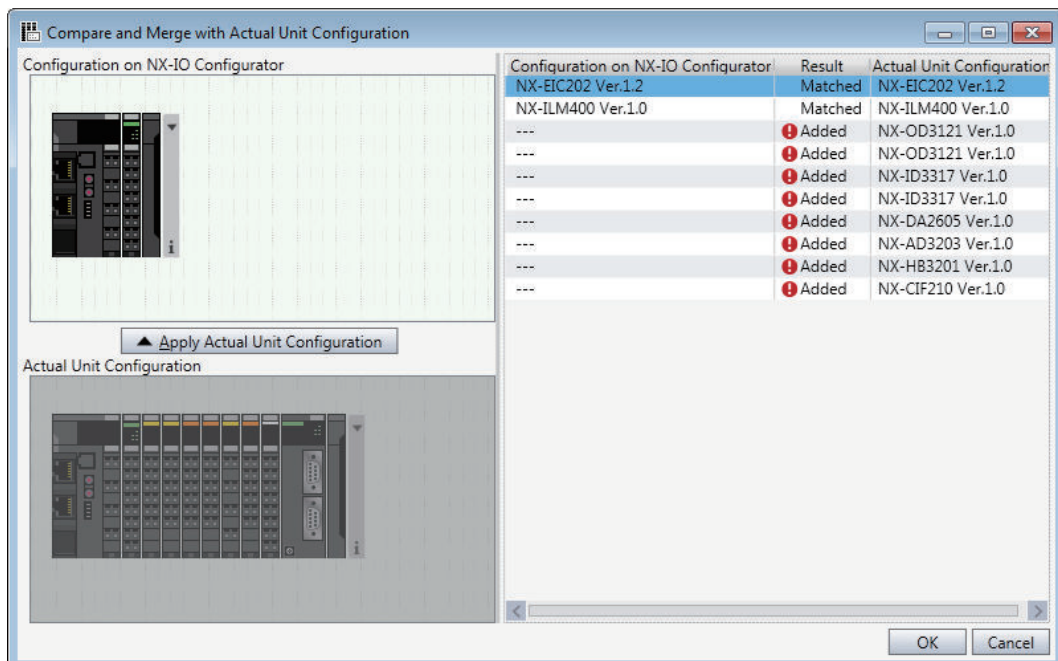 Compare and Merge with Actual Unit Configuration
Configuration on NX-IO Configurator
Apply Actual Unit Configuration
Actual Unit Configuration
Configuration on NX-IO Configurator Result Actual Unit Configuration
NX-EIC202 Ver.1.2 Matched NX-EIC202 Ver.1.2
NX-ILM400 Ver.1.0 Matched NX-ILM400 Ver.1.0
--- Added NX-OD3121 Ver.1.0
--- Added NX-OD3121 Ver.1.0
--- Added NX-ID3317 Ver.1.0
--- Added NX-ID3317 Ver.1.0
--- Added NX-DA2605 Ver.1.0
--- Added NX-AD3203 Ver.1.0
--- Added NX-HB3201 Ver.1.0
--- Added NX-CIF210 Ver.1.0
OK Cancel